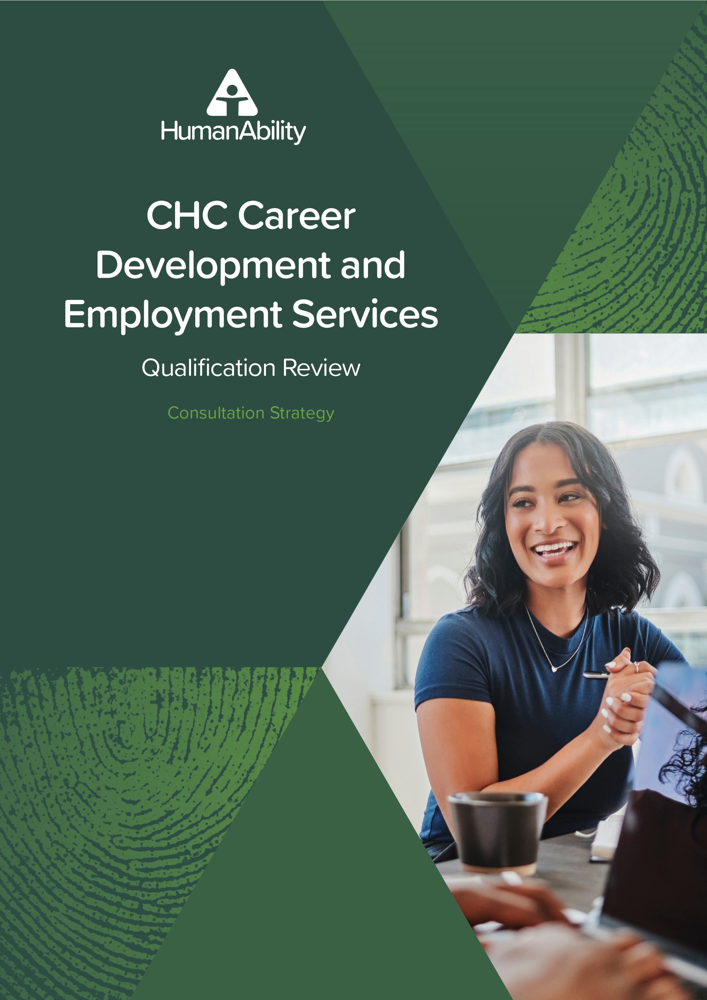 HumanAbility
CHC Career
Development and
Employment Services
Qualification Review
Consultation Strategy